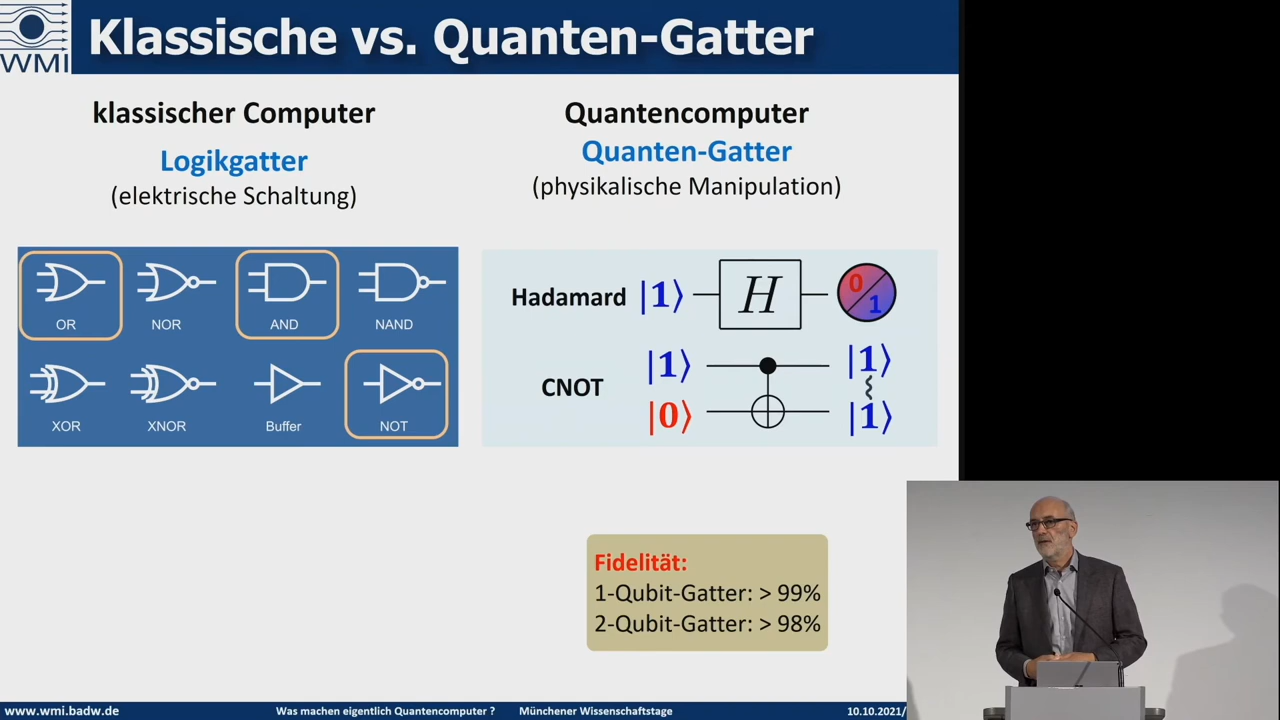 WMI
Klassische vs. Quanten-Gatter
klassischer Computer
Logikgatter
(elektrische Schaltung)
OR
NOR
AND
NAND
XOR
XNOR
Buffer
NOT
Quantencomputer
Quanten-Gatter
(physikalische Manipulation)
Hadamard |1⟩ H 0 1
CNOT
|1⟩ |1⟩
|0⟩ |1⟩
Fidelität:
1-Qubit-Gatter: > 99%
2-Qubit-Gatter: > 98%
www.wmi.badw.de Was machen eigentlich Quantencomputer ? Münchener Wissenschaftstage 10.10.2021/